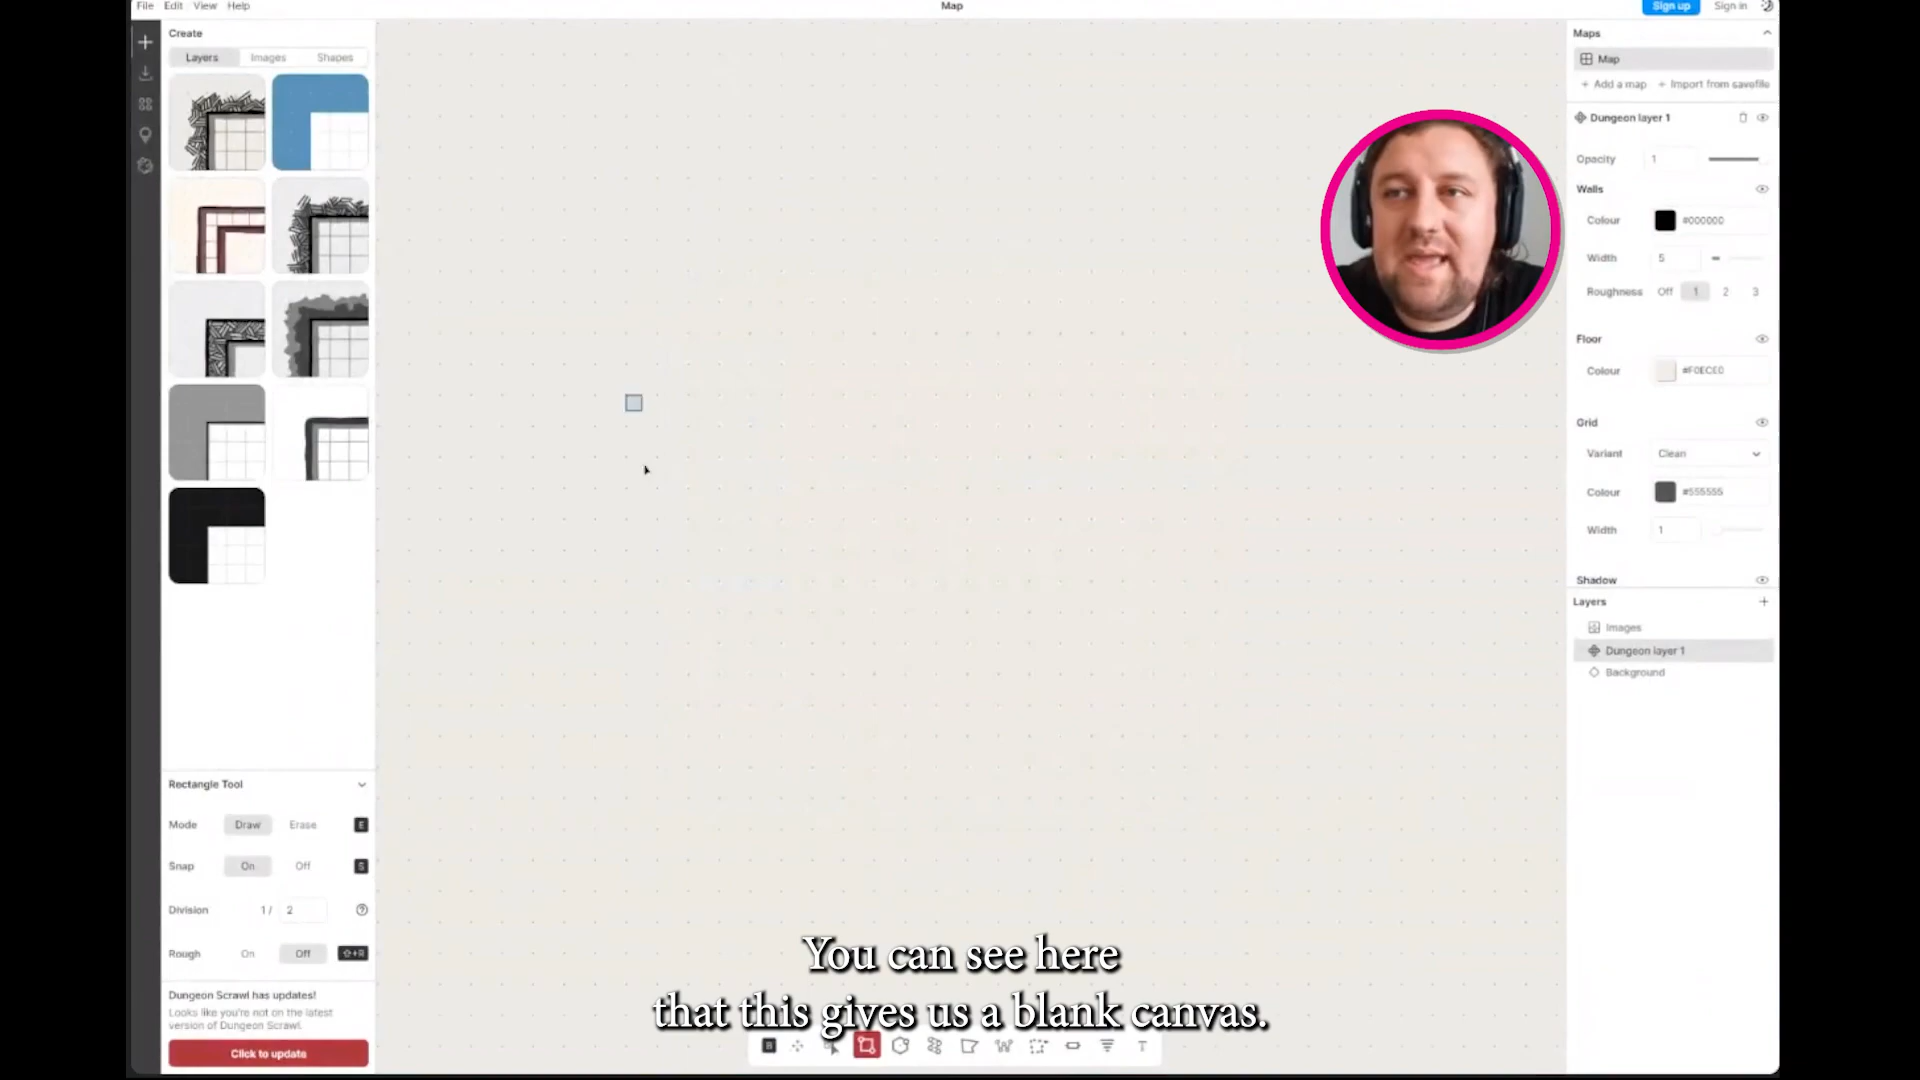 File Edit View Help
Map
Sign up Sign in
Create
Layers Images Shapes
Rectangle Tool
Mode Draw Erase E
Snap On Off S
Division 1 / 2
Rough On Off
Dungeon Scrawl has updates!
Looks like you're not on the latest
version of Dungeon Scrawl.
Click to update
Maps
Map
+ Add a map + Import from savefile
Dungeon layer 1
Opacity 1
Walls
Colour #000000
Width 5
Roughness Off 1 2 3
Floor
Colour #F0ECE0
Grid
Variant Clean
Colour #555555
Width 1
Shadow
Layers +
Images
Dungeon layer 1
Background
You can see here
that this gives us a blank canvas.